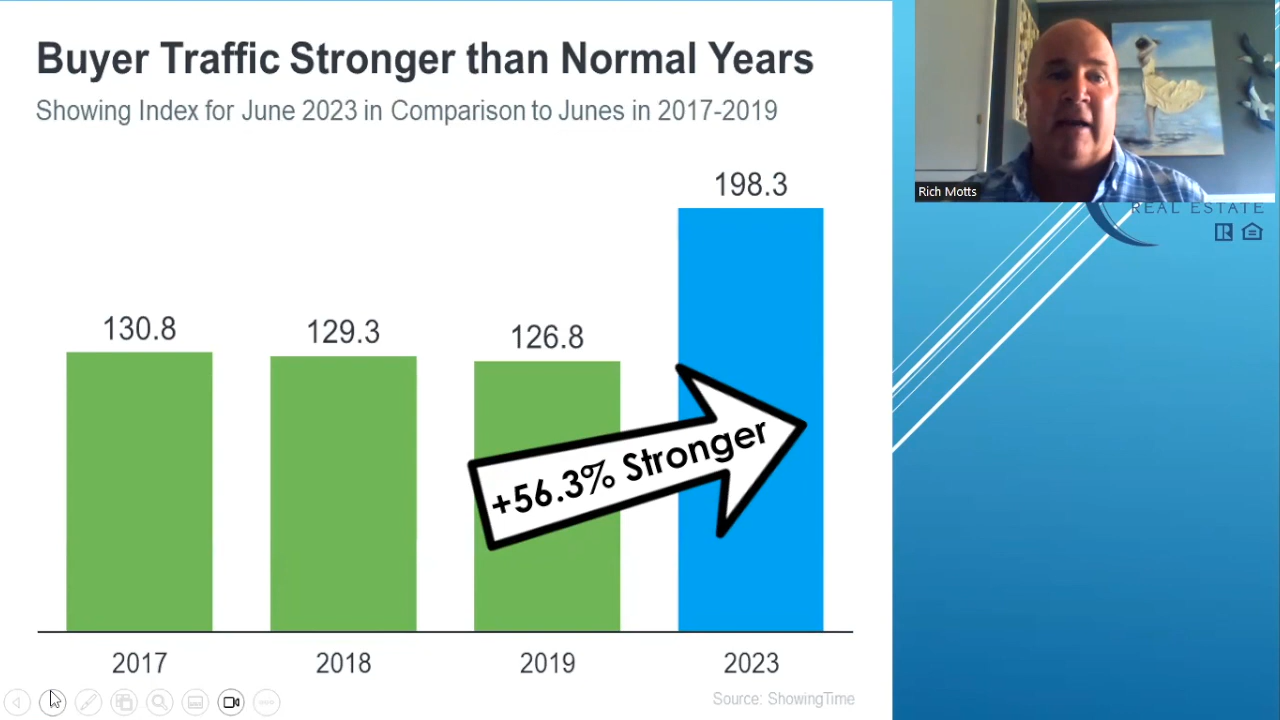 Buyer Traffic Stronger than Normal Years
Showing Index for June 2023 in Comparison to Junes in 2017-2019
Rich Motts
REAL ESTATE
198.3
130.8
129.3
126.8
+56.3% Stronger
2017
2018
2019
2023
Source: ShowingTime